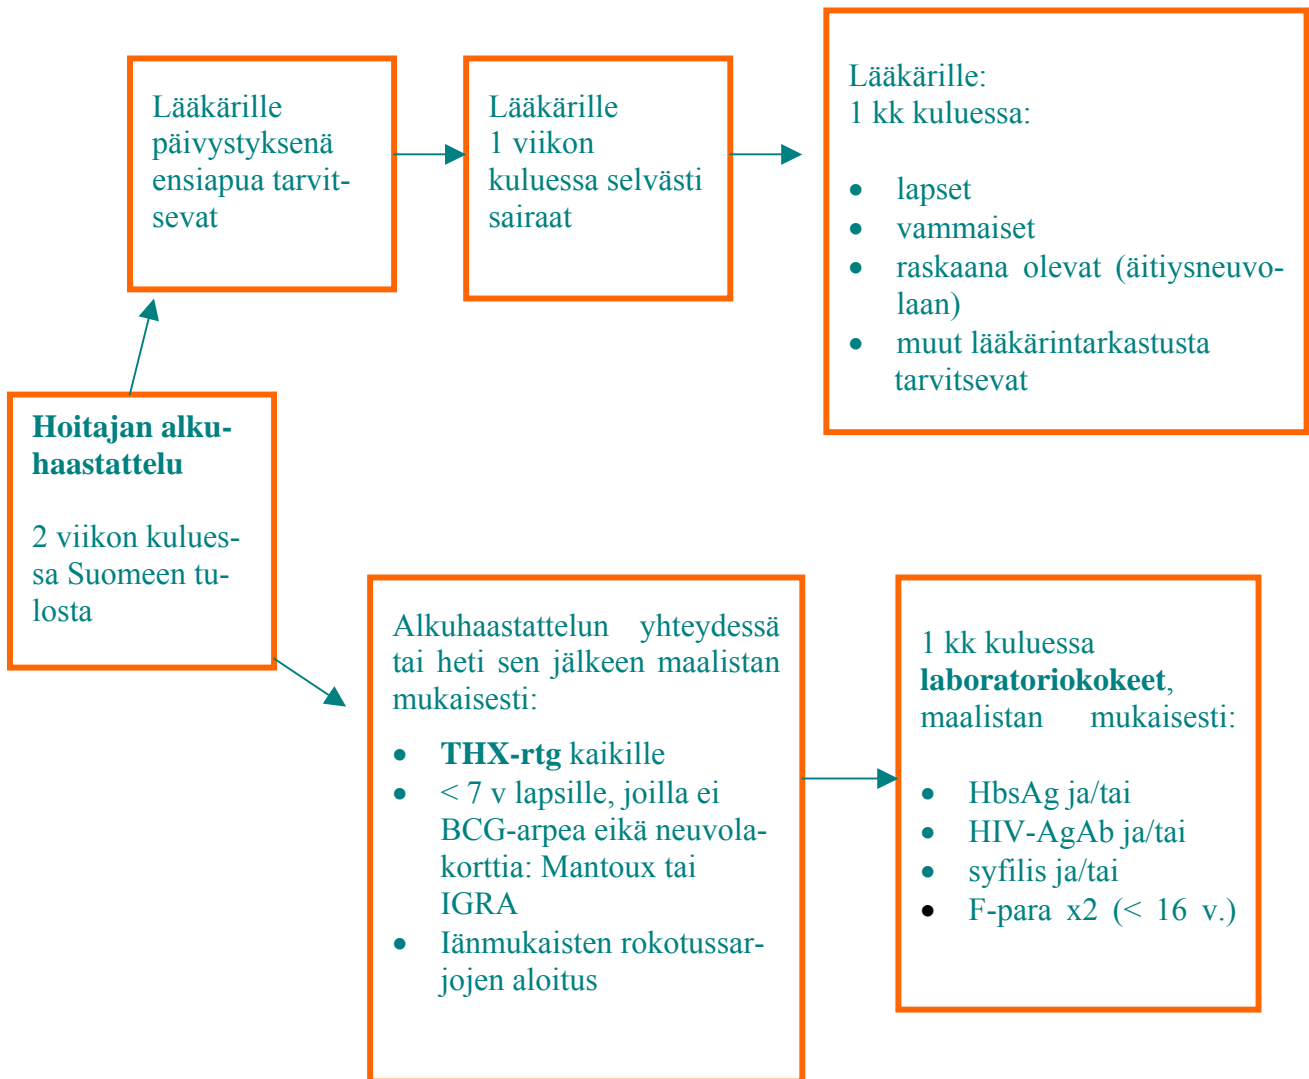 Lääkärille
päivystyksenä
ensiapua tarvit-
sevat
Lääkärille
1 viikon
kuluessa selvästi
sairaat
Lääkärille:
1 kk kuluessa:
• lapset
• vammaiset
• raskaana olevat (äitiysneuvo-
laan)
• muut lääkärintarkastusta
tarvitsevat
Hoitajan alku-
haastattelu
2 viikon kulues-
sa Suomeen tu-
losta
Alkuhaastattelun yhteydessä
tai heti sen jälkeen maalistan
mukaisesti:
• THX-rtg kaikille
• < 7 v lapsille, joilla ei
BCG-arpea eikä neuvola-
korttia: Mantoux tai
IGRA
• Iänmukaisten rokotussar-
jojen aloitus
1 kk kuluessa
laboratoriokokeet,
maalistan mukaisesti:
• HbsAg ja/tai
• HIV-AgAb ja/tai
• syfilis ja/tai
• F-para x2 (< 16 v.)